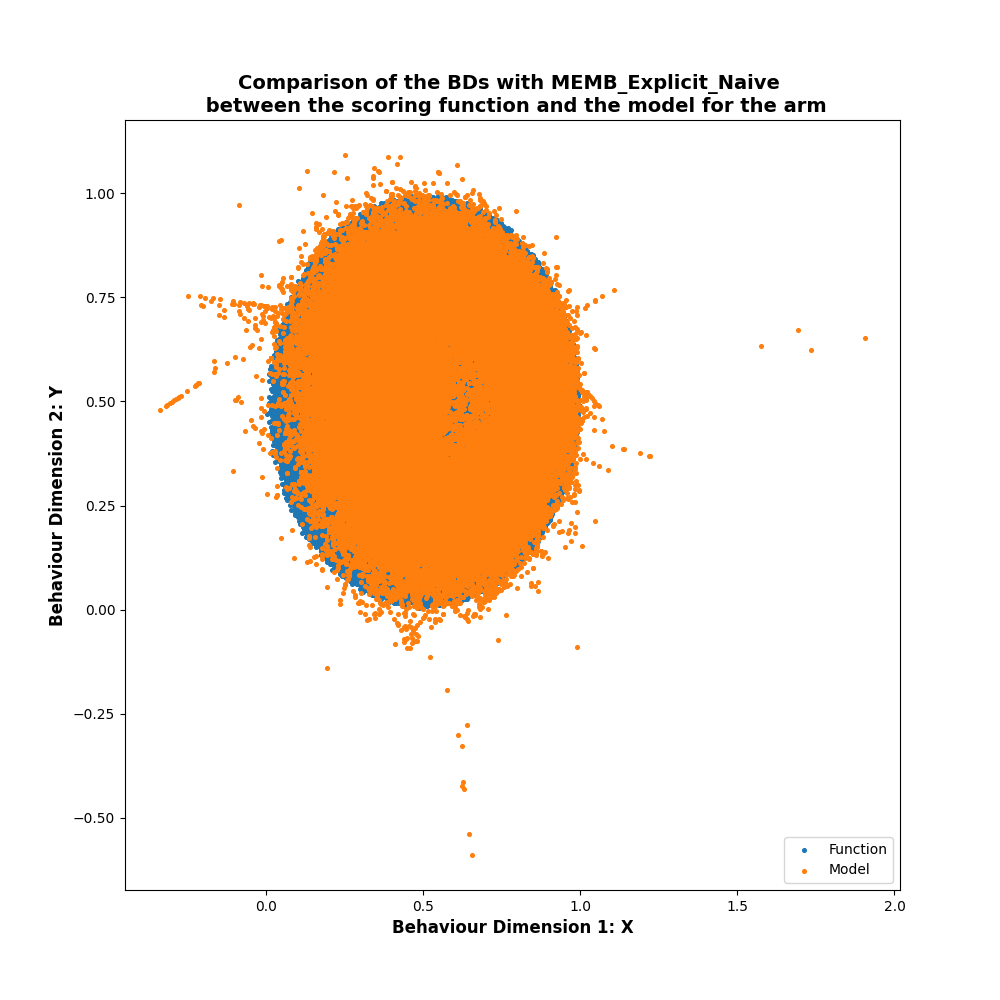 Comparison of the BDs with MEMB_Explicit_Naive
between the scoring function and the model for the arm
Behaviour Dimension 2: Y
1.00
0.75
0.50
0.25
0.00
−0.25
−0.50
Function
Model
0.0
0.5
1.0
1.5
2.0
Behaviour Dimension 1: X